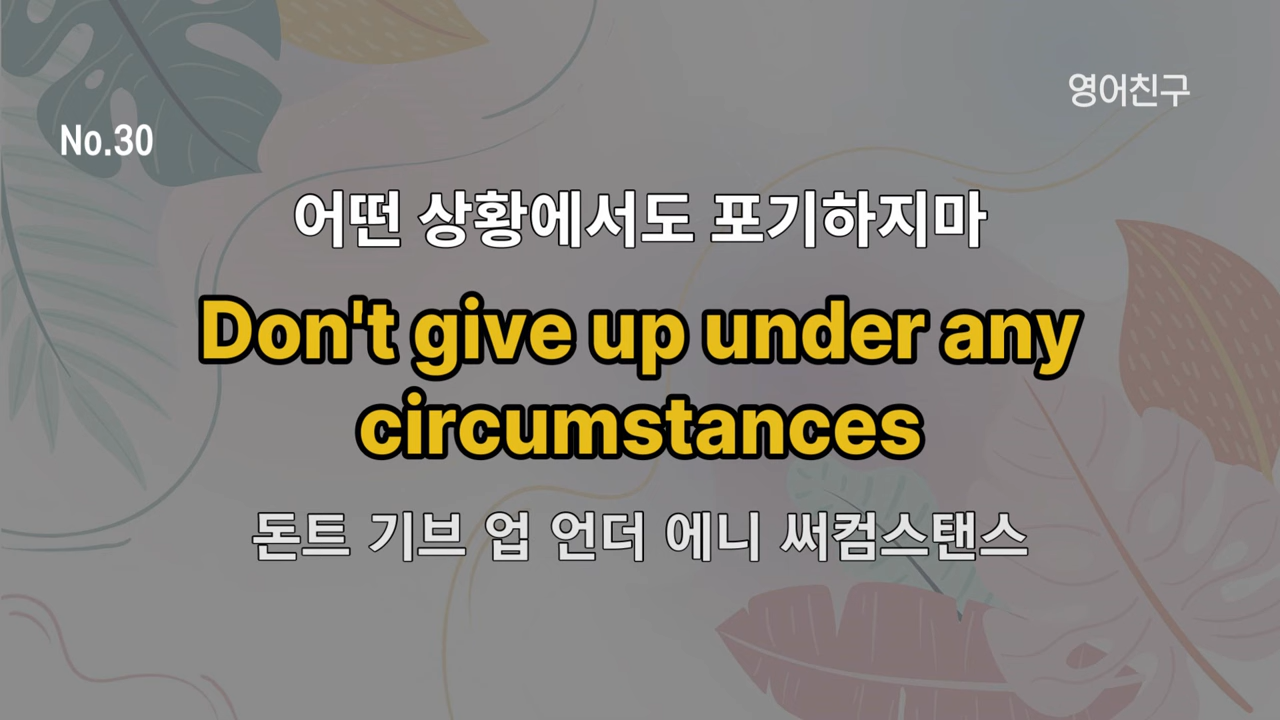 영어친구
No.30
어떤 상황에서도 포기하지마
Don't give up under any
circumstances
돈트 기브 업 언더 에니 써컴스탠스